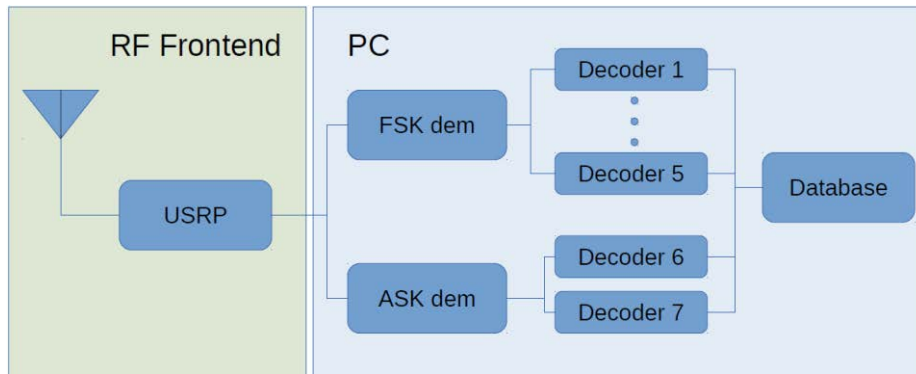 RF Frontend
PC
USRP
FSK dem
ASK dem
Decoder 1
Decoder 5
Decoder 6
Decoder 7
Database